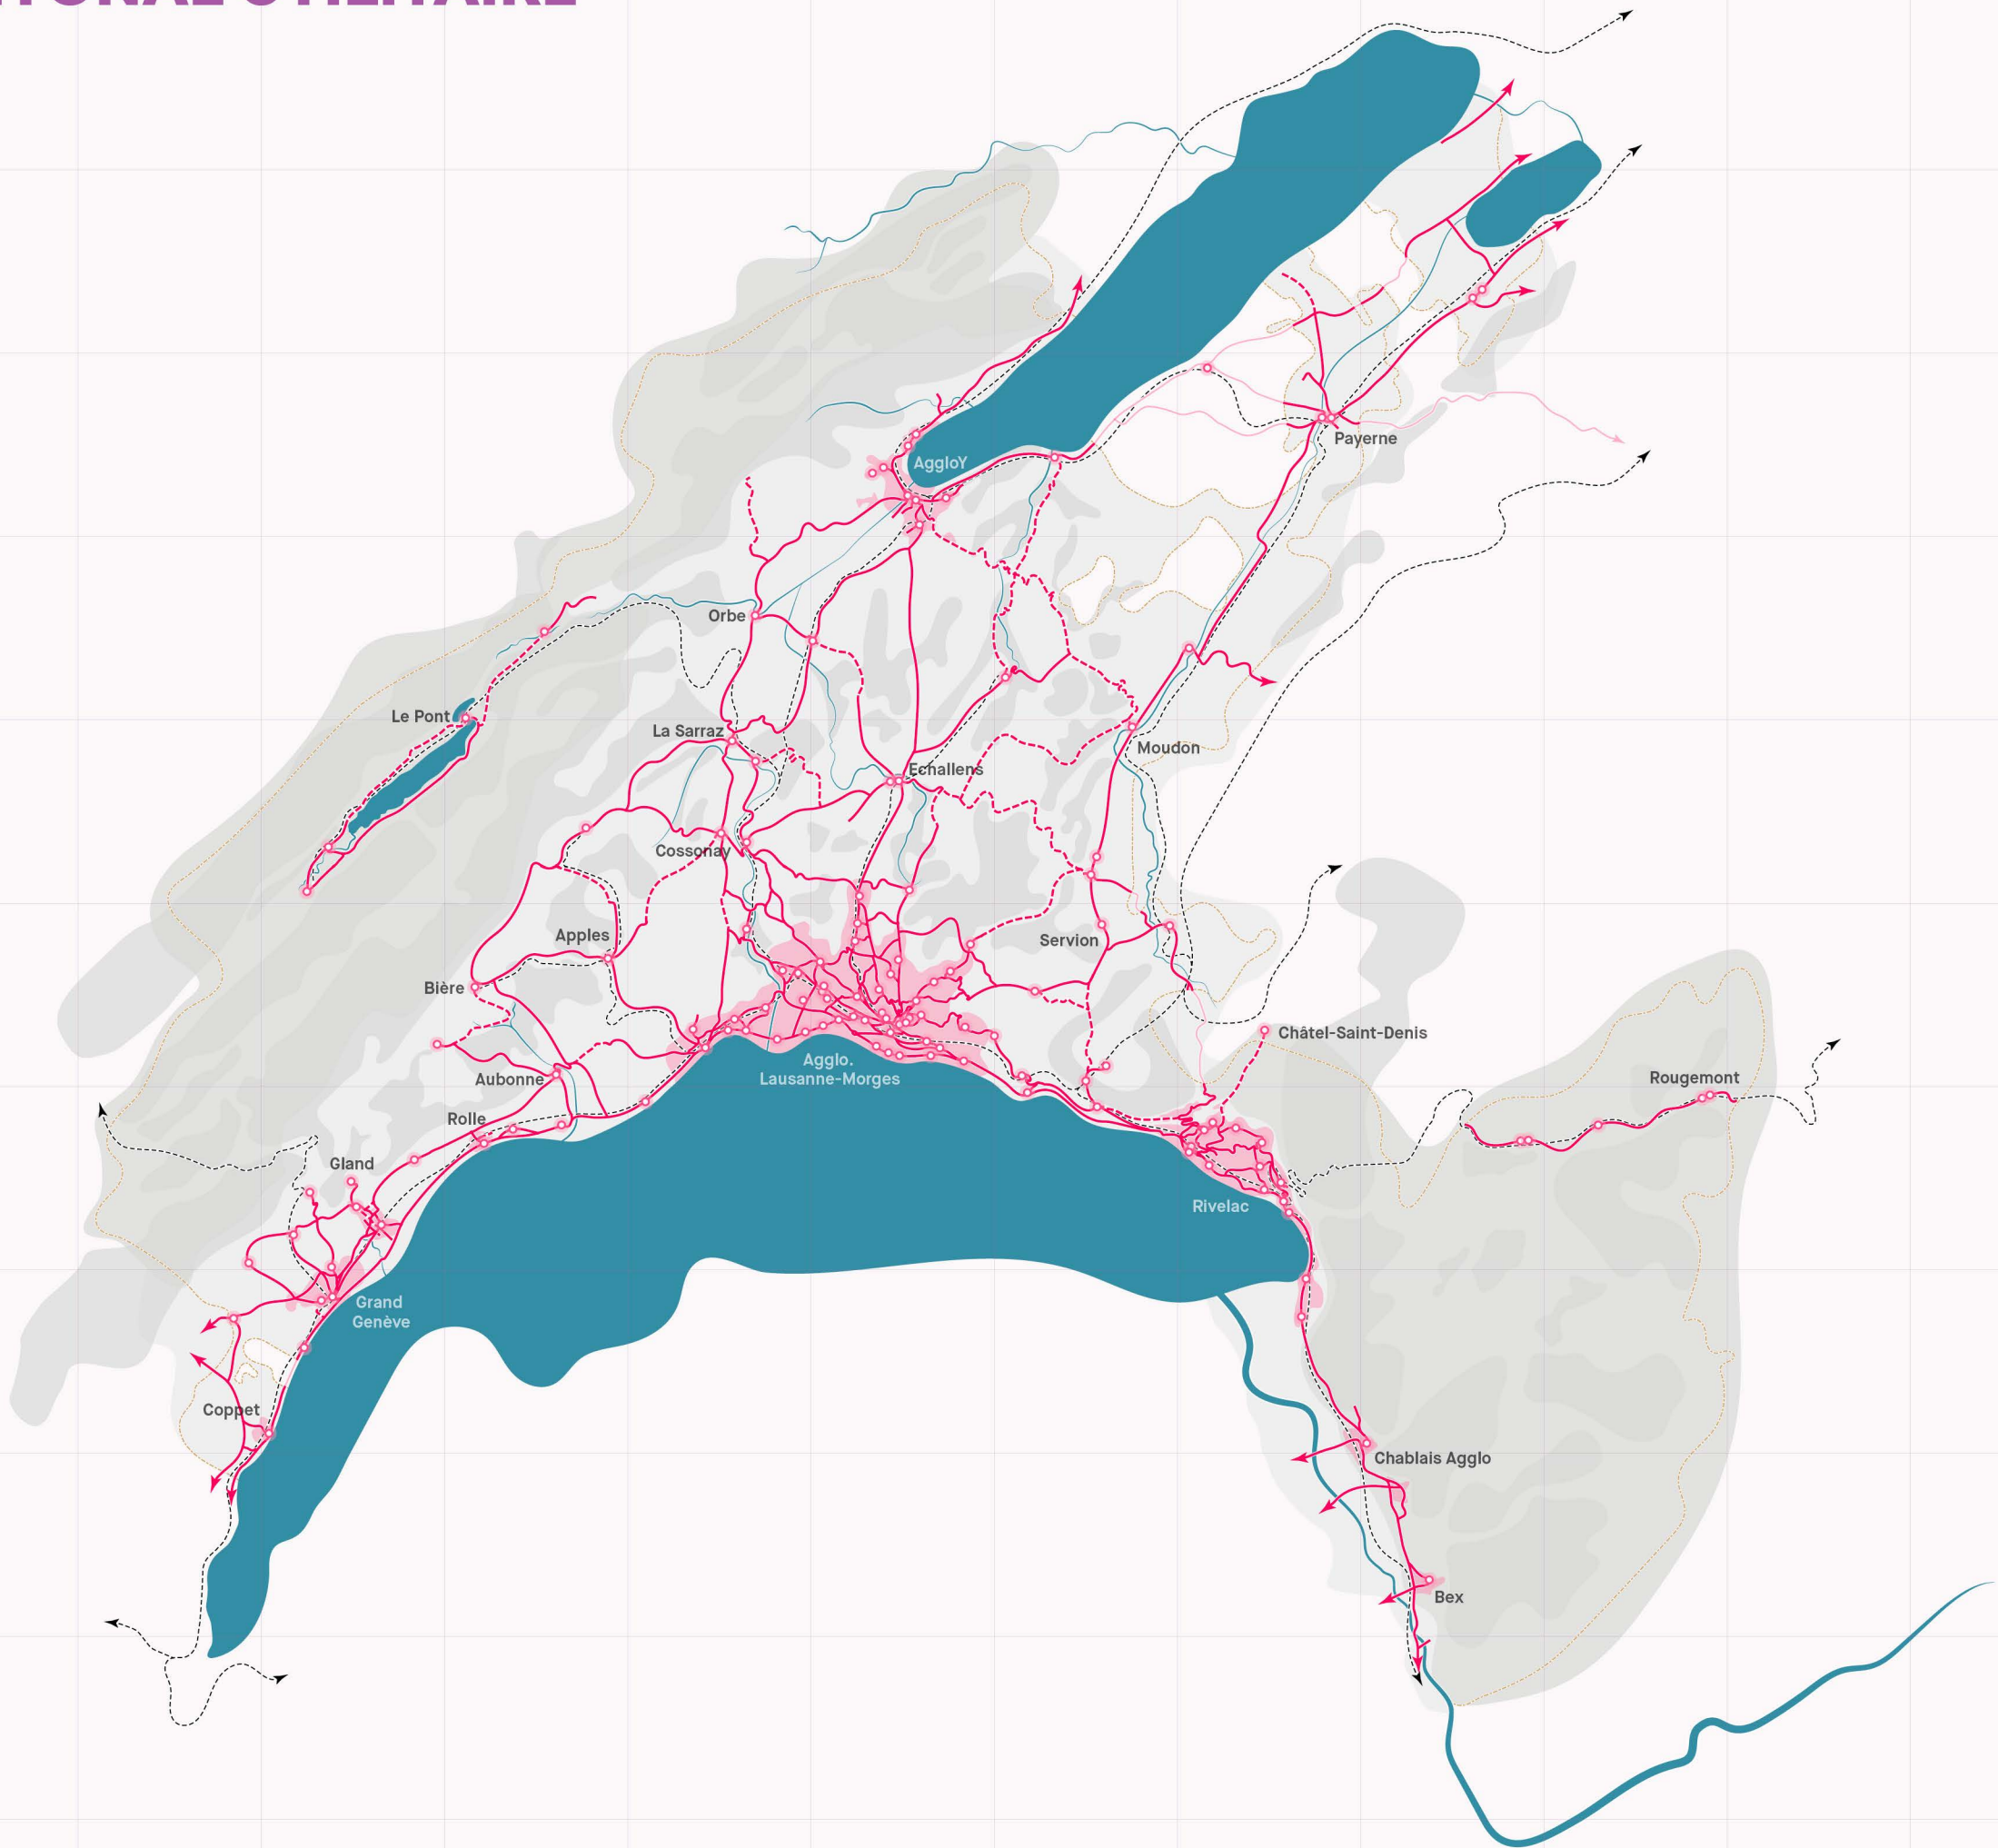 AggloY
Payerne
Orbe
Le Pont
La Sarraz
Moudon
Echallens
Cossonay
Apples
Servion
Bière
Châtel-Saint-Denis
Agglo.
Lausanne-Morges
Aubonne
Rougemont
Rolle
Gland
Rivelac
Grand
Genève
Coppet
Chablais Agglo
Bex